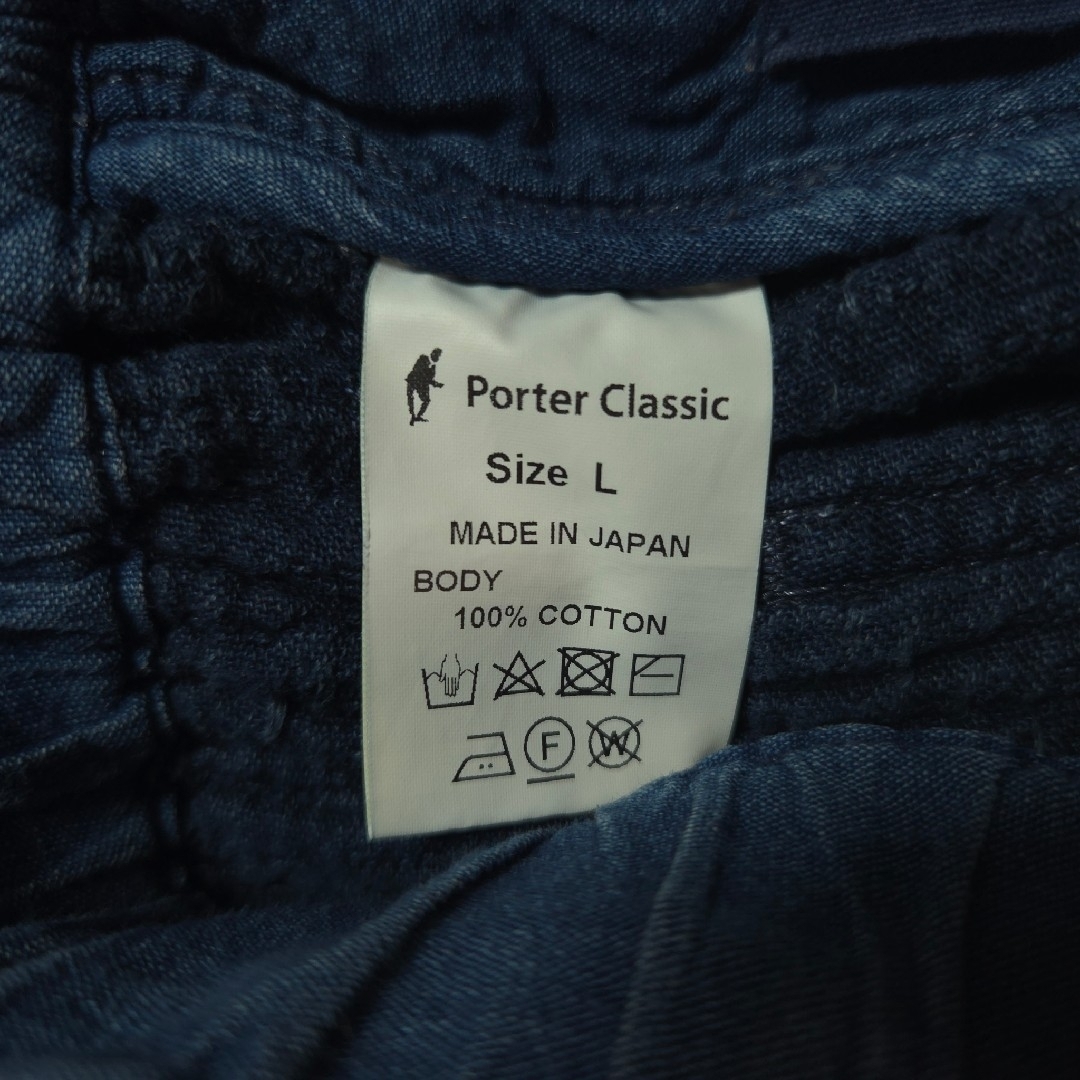 Porter Classic
Size L
MADE IN JAPAN
BODY
100% COTTON
F W